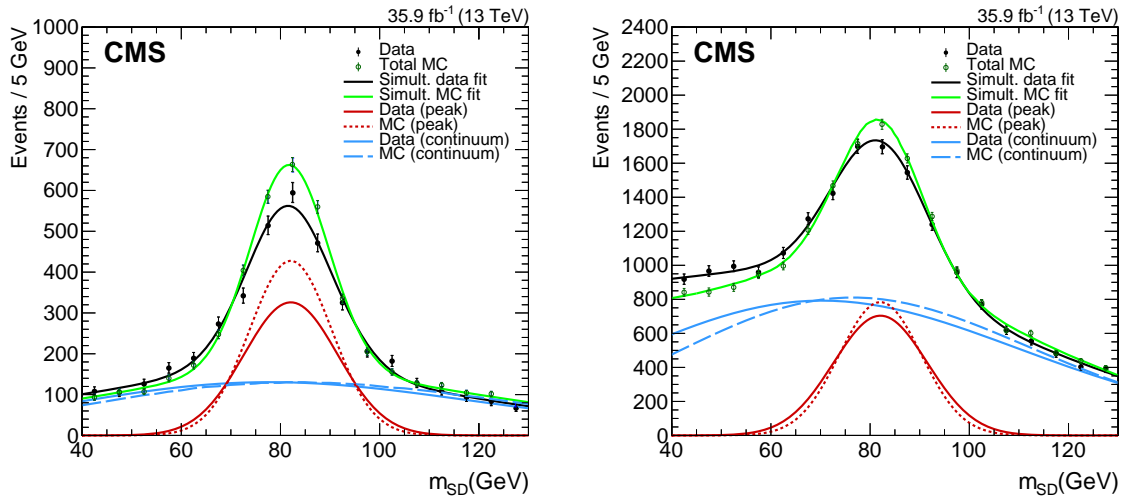 35.9 fb⁻¹ (13 TeV)
CMS
Events / 5 GeV
1000
900
800
700
600
500
400
300
200
100
0
Data
Total MC
Simult. data fit
Simult. MC fit
Data (peak)
MC (peak)
Data (continuum)
MC (continuum)
40 60 80 100 120
m_SD(GeV)
35.9 fb⁻¹ (13 TeV)
CMS
Events / 5 GeV
2400
2200
2000
1800
1600
1400
1200
1000
800
600
400
200
0
Data
Total MC
Simult. data fit
Simult. MC fit
Data (peak)
MC (peak)
Data (continuum)
MC (continuum)
40 60 80 100 120
m_SD(GeV)